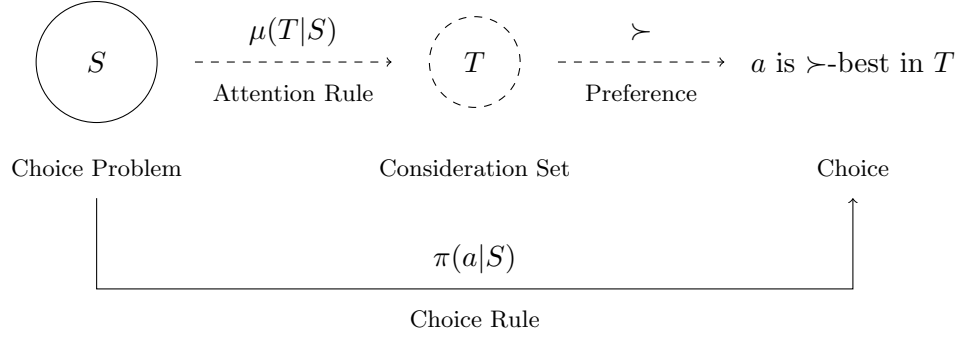 S
μ(T|S)
Attention Rule
T
≻
Preference
a is ≻-best in T
Choice Problem
Consideration Set
Choice
π(a|S)
Choice Rule